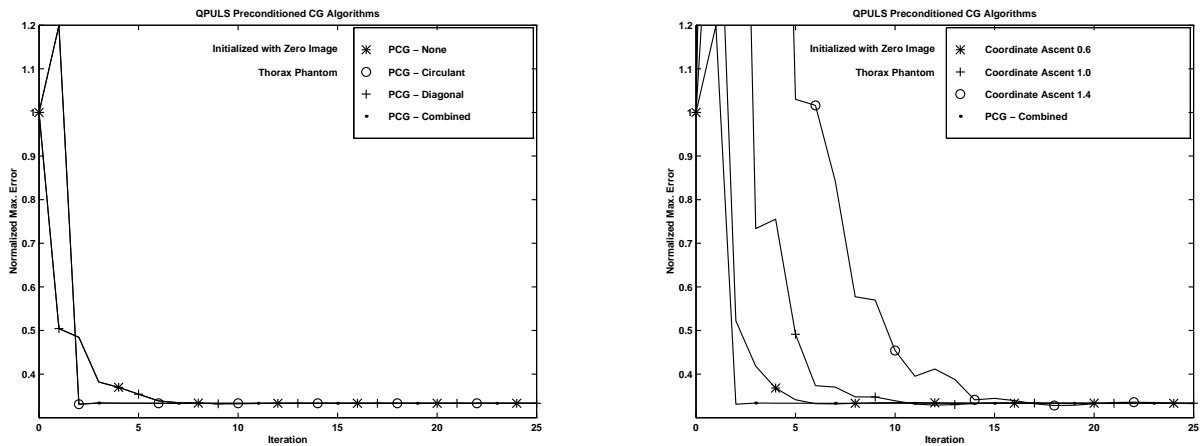 QPULS Preconditioned CG Algorithms
Initialized with Zero Image
Thorax Phantom
PCG − None
PCG − Circulant
PCG − Diagonal
PCG − Combined
Normalized Max. Error
1.2
1.1
1
0.9
0.8
0.7
0.6
0.5
0.4
0 5 10 15 20 25
Iteration
QPULS Preconditioned CG Algorithms
Initialized with Zero Image
Thorax Phantom
Coordinate Ascent 0.6
Coordinate Ascent 1.0
Coordinate Ascent 1.4
PCG − Combined
Normalized Max. Error
1.2
1.1
1
0.9
0.8
0.7
0.6
0.5
0.4
0 5 10 15 20 25
Iteration